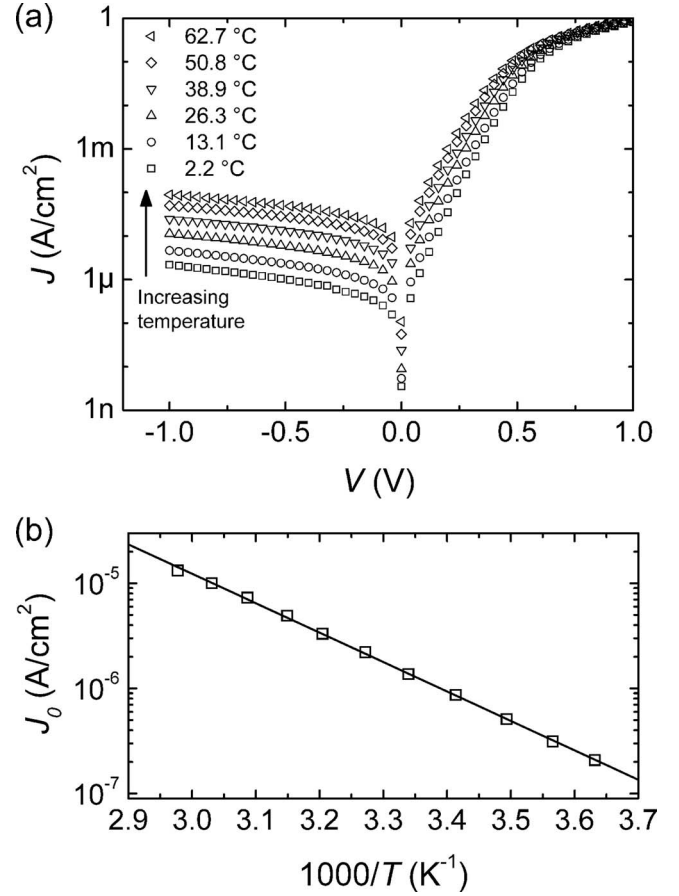 (a)
1
62.7 °C
50.8 °C
38.9 °C
26.3 °C
13.1 °C
2.2 °C
1m
J (A/cm²)
1µ
Increasing
temperature
1n
-1.0 -0.5 0.0 0.5 1.0
V (V)
(b)
10⁻⁵
J₀ (A/cm²)
10⁻⁶
10⁻⁷
2.9 3.0 3.1 3.2 3.3 3.4 3.5 3.6 3.7
1000/T (K⁻¹)